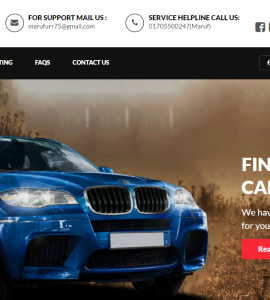 FOR SUPPORT MAIL US :
marufurr75@gmail.com
SERVICE HELPLINE CALL US:
01705500247(Maruf)
FAQS
CONTACT US
FIN
CA
We hav
for you
Rea